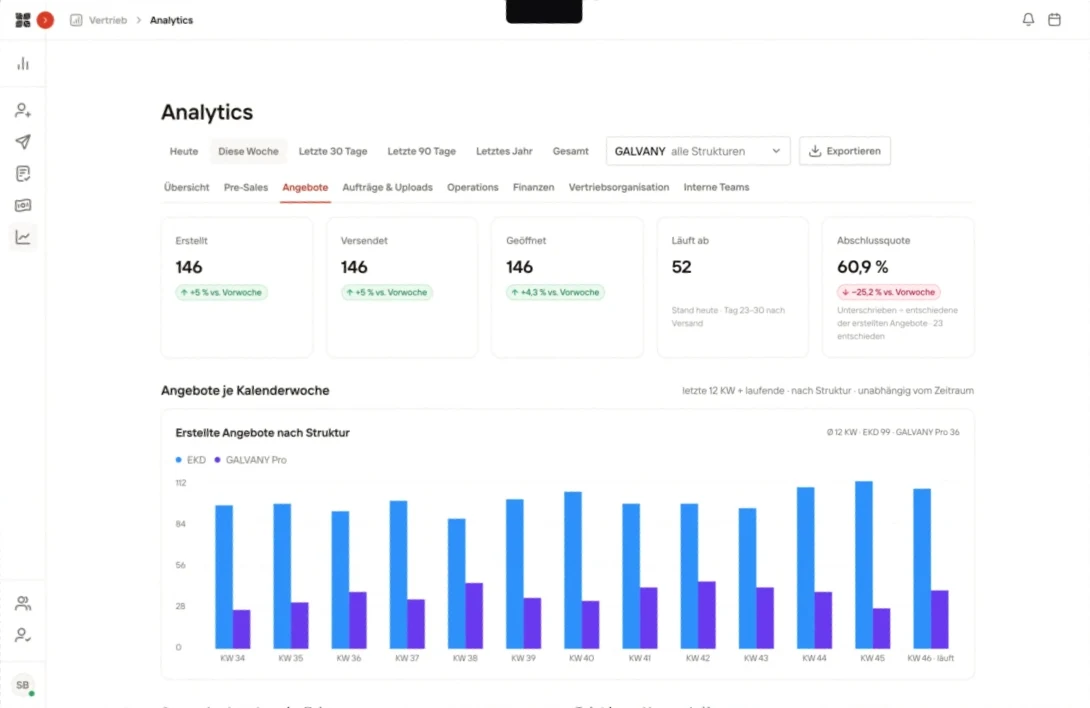 Vertrieb > Analytics
Analytics
Heute Diese Woche Letzte 30 Tage Letzte 90 Tage Letztes Jahr Gesamt GALVANY alle Strukturen Exportieren
Übersicht Pre-Sales Angebote Aufträge & Uploads Operations Finanzen Vertriebsorganisation Interne Teams
Erstellt
146
↑ +5 % vs. Vorwoche
Versendet
146
↑ +5 % vs. Vorwoche
Geöffnet
146
↑ +4,3 % vs. Vorwoche
Läuft ab
52
Stand heute · Tag 23–30 nach
Versand
Abschlussquote
60,9 %
↓ −25,2 % vs. Vorwoche
Unterschrieben ÷ entschiedene
der erstellten Angebote · 23
entschieden
Angebote je Kalenderwoche
letzte 12 KW + laufende · nach Struktur · unabhängig vom Zeitraum
Erstellte Angebote nach Struktur
Ø 12 KW · EKD 99 · GALVANY Pro 36
EKD GALVANY Pro
112
84
56
28
0
KW 34 KW 35 KW 36 KW 37 KW 38 KW 39 KW 40 KW 41 KW 42 KW 43 KW 44 KW 45 KW 46 · läuft
SB